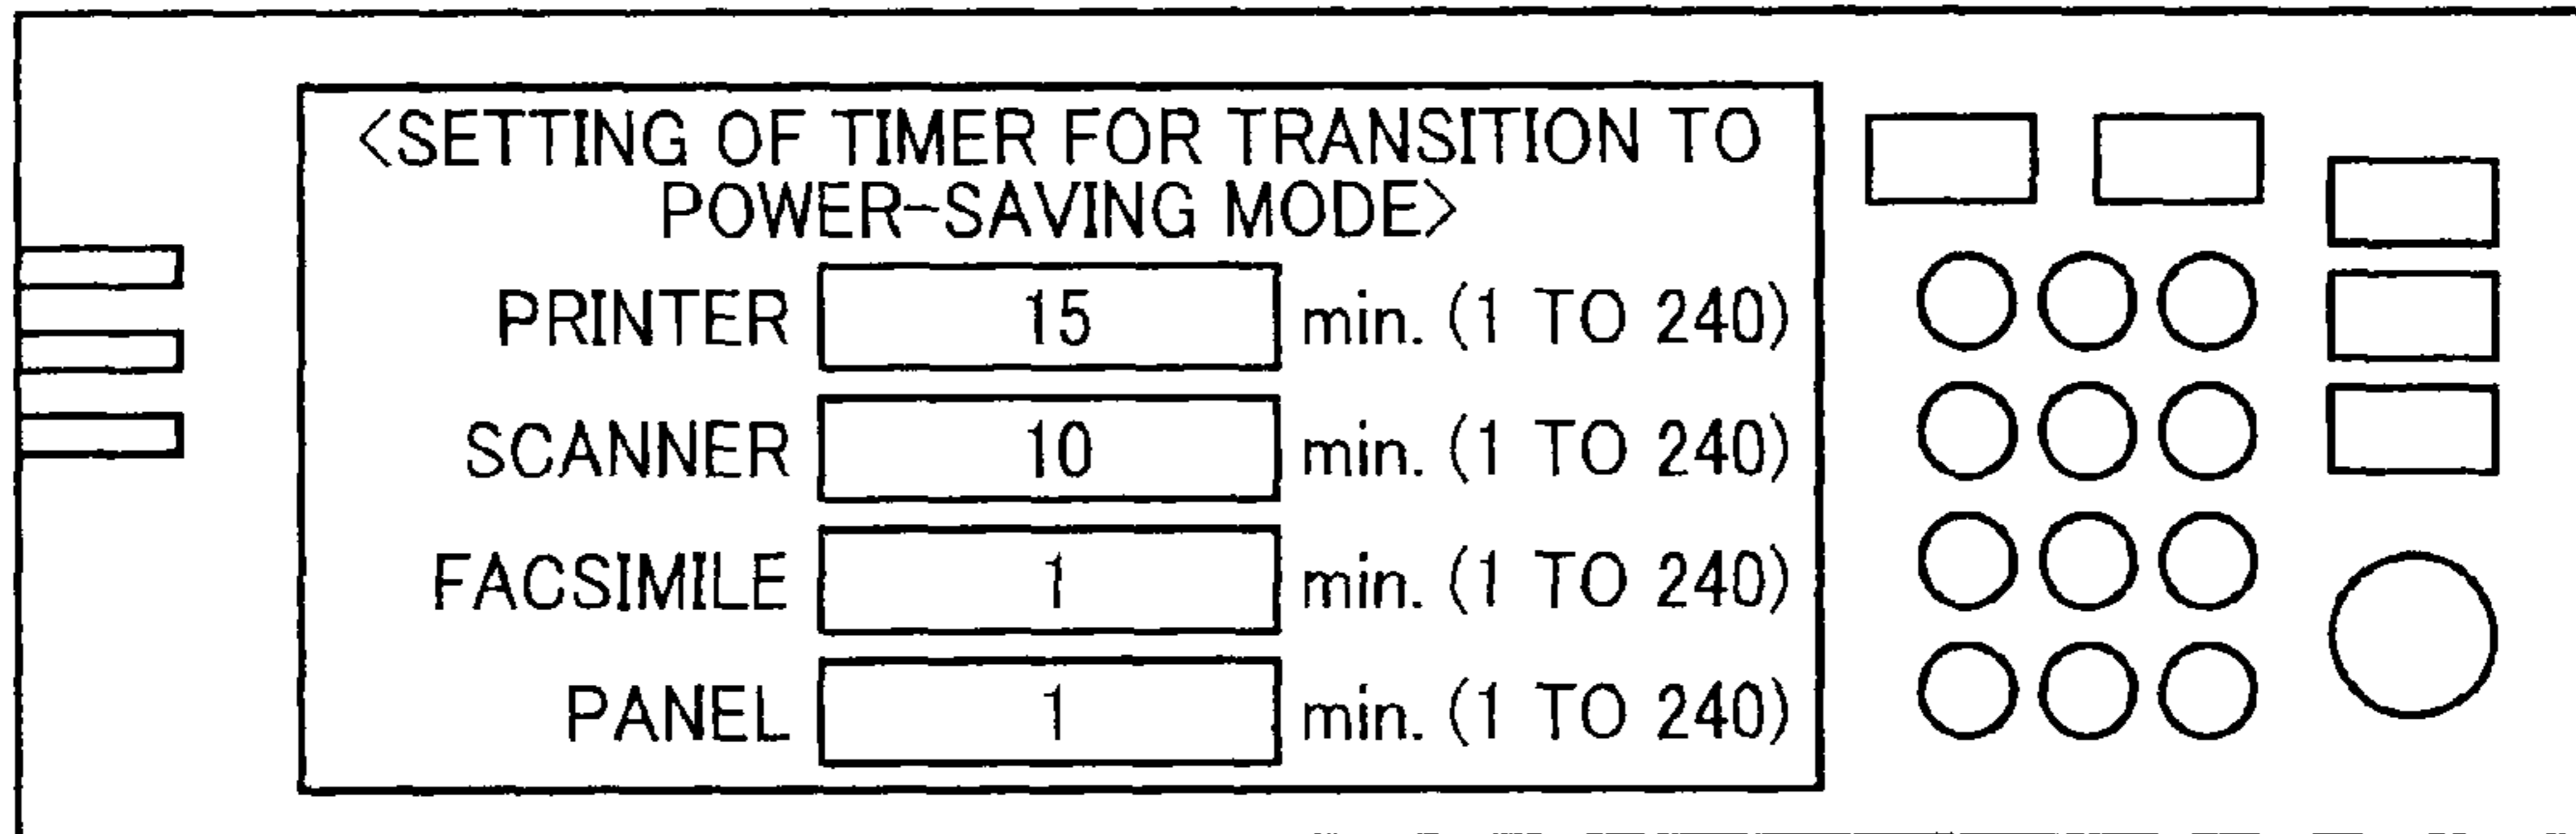 <SETTING OF TIMER FOR TRANSITION TO
POWER-SAVING MODE>
PRINTER 15 min. (1 TO 240)
SCANNER 10 min. (1 TO 240)
FACSIMILE 1 min. (1 TO 240)
PANEL 1 min. (1 TO 240)